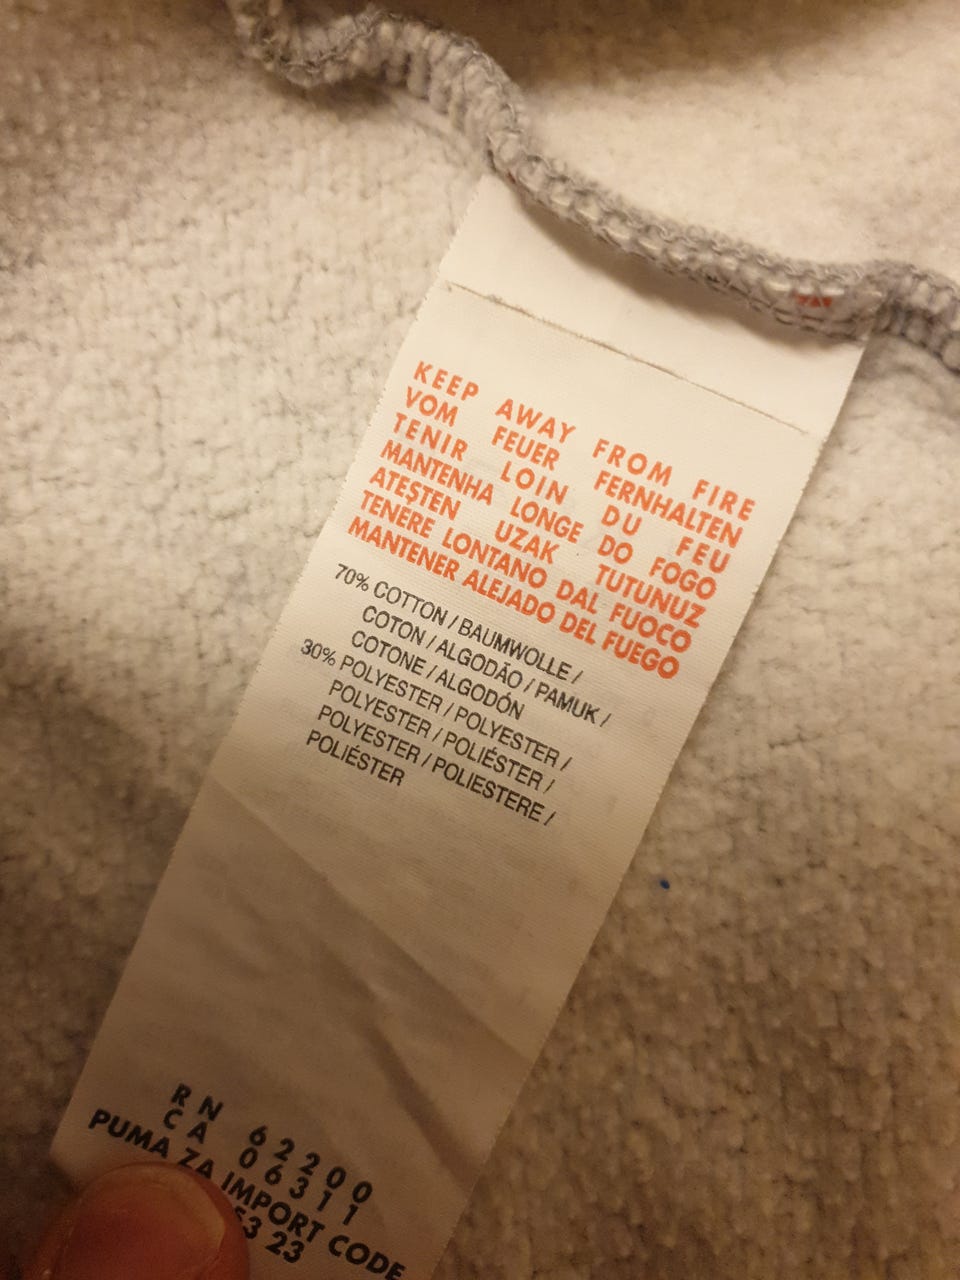 KEEP AWAY FROM FIRE
VOM FEUER FERNHALTEN
TENIR LOIN DU FEU
MANTENHA LONGE DO FOGO
ATEŞTEN UZAK TUTUNUZ
TENERE LONTANO DAL FUOCO
MANTENER ALEJADO DEL FUEGO
70% COTTON / BAUMWOLLE /
COTON / ALGODÃO / PAMUK /
COTONE / ALGODÓN
30% POLYESTER / POLYESTER /
POLYESTER / POLIÉSTER /
POLYESTER / POLIESTERE /
POLIÉSTER
RN 62200
CA 06311
PUMA ZA IMPORT CODE
23